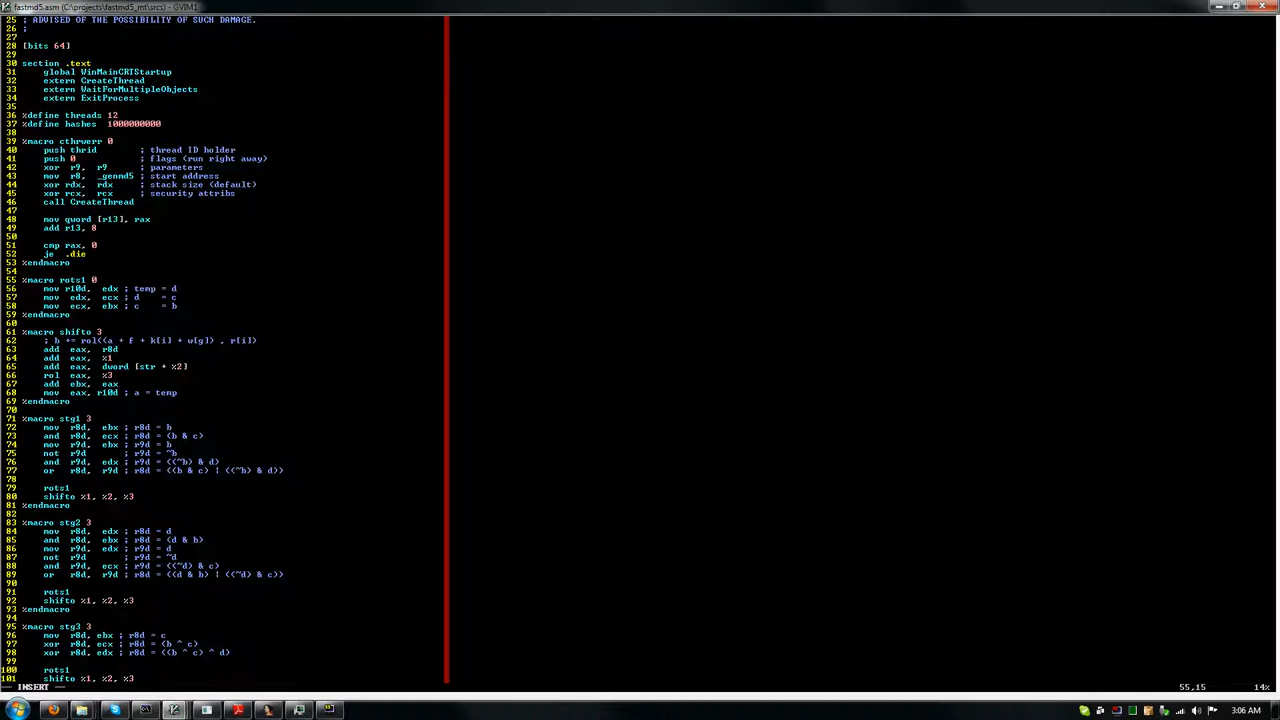 fastmd5.asm (C:\projects\fastmd5_mt\srcs) - GVIM1
25 ; ADVISED OF THE POSSIBILITY OF SUCH DAMAGE.
26 ;
27
28 [bits 64]
29
30 section .text
31     global WinMainCRTStartup
32     extern CreateThread
33     extern WaitForMultipleObjects
34     extern ExitProcess
35
36 %define threads 12
37 %define hashes  1000000000
38
39 %macro cthrwerr 0
40     push thrid        ; thread ID holder
41     push 0            ; flags (run right away)
42     xor  r9,  r9      ; parameters
43     mov  r8,  _genmd5 ; start address
44     xor rdx,  rdx     ; stack size (default)
45     xor rcx,  rcx     ; security attribs
46     call CreateThread
47
48     mov qword [r13], rax
49     add r13, 8
50
51     cmp rax, 0
52     je  .die
53 %endmacro
54
55 %macro rots1 0
56     mov r10d,  edx ; temp = d
57     mov  edx,  ecx ; d    = c
58     mov  ecx,  ebx ; c    = b
59 %endmacro
60
61 %macro shifto 3
62     ; b += rol((a + f + k[i] + w[g]) , r[i])
63     add  eax,  r8d
64     add  eax,  %1
65     add  eax,  dword [str + %2]
66     rol  eax,  %3
67     add  ebx,  eax
68     mov  eax, r10d ; a = temp
69 %endmacro
70
71 %macro stg1 3
72     mov  r8d,  ebx ; r8d = b
73     and  r8d,  ecx ; r8d = (b & c)
74     mov  r9d,  ebx ; r9d = b
75     not  r9d       ; r9d = ~b
76     and  r9d,  edx ; r9d = ((~b) & d)
77     or   r8d,  r9d ; r8d = ((b & c) | ((~b) & d))
78
79     rots1
80     shifto %1, %2, %3
81 %endmacro
82
83 %macro stg2 3
84     mov  r8d,  edx ; r8d = d
85     and  r8d,  ebx ; r8d = (d & b)
86     mov  r9d,  edx ; r9d = d
87     not  r9d       ; r9d = ~d
88     and  r9d,  ecx ; r9d = ((~d) & c)
89     or   r8d,  r9d ; r8d = ((d & b) | ((~d) & c))
90
91     rots1
92     shifto %1, %2, %3
93 %endmacro
94
95 %macro stg3 3
96     mov  r8d, ebx ; r8d = c
97     xor  r8d, ecx ; r8d = (b ^ c)
98     xor  r8d, edx ; r8d = ((b ^ c) ^ d)
99
100     rots1
101     shifto %1, %2, %3
-- INSERT -- 55,15 14%
3:06 AM